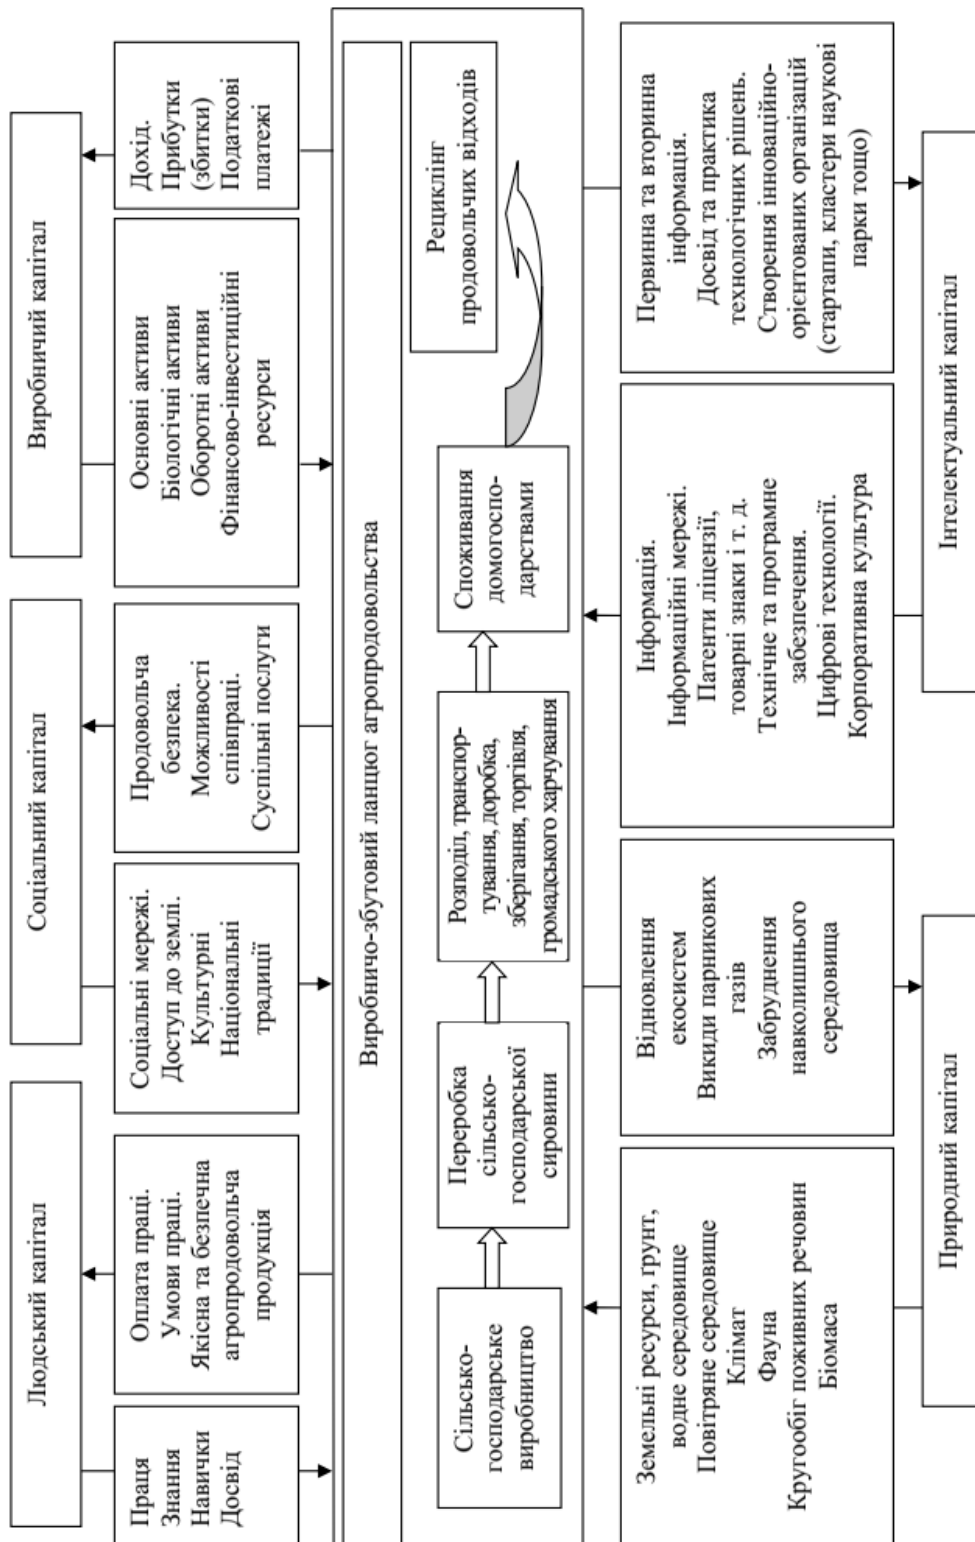 Людський капітал
Соціальний капітал
Виробничий капітал
Праця
Знання
Навички
Досвід
Оплата праці.
Умови праці.
Якісна та безпечна
агропродовольча
продукція
Соціальні мережі.
Доступ до землі.
Культурні
Національні
традиції
Продовольча
безпека.
Можливості
співпраці.
Суспільні послуги
Основні активи
Біологічні активи
Оборотні активи
Фінансово-інвестиційні
ресурси
Дохід.
Прибутки
(збитки)
Податкові
платежі
Виробничо-збутовий ланцюг агропродовольства
Сільсько-
господарське
виробництво
Переробка
сільсько-
господарської
сировини
Розподіл, транспор-
тування, доробка,
зберігання, торгівля,
громадського харчування
Споживання
домогоспо-
дарствами
Рециклінг
продовольчих відходів
Земельні ресурси, грунт,
водне середовище
Повітряне середовище
Клімат
Фауна
Кругообіг поживних речовин
Біомаса
Відновлення
екосистем
Викиди парникових
газів
Забруднення
навколишнього
середовища
Інформація.
Інформаційні мережі.
Патенти ліцензії,
товарні знаки і т. д.
Технічне та програмне
забезпечення.
Цифрові технології.
Корпоративна культура
Первинна та вторинна
інформація.
Досвід та практика
технологічних рішень.
Створення інноваційно-
орієнтованих організацій
(стартапи, кластери наукові
парки тощо)
Природний капітал
Інтелектуальний капітал